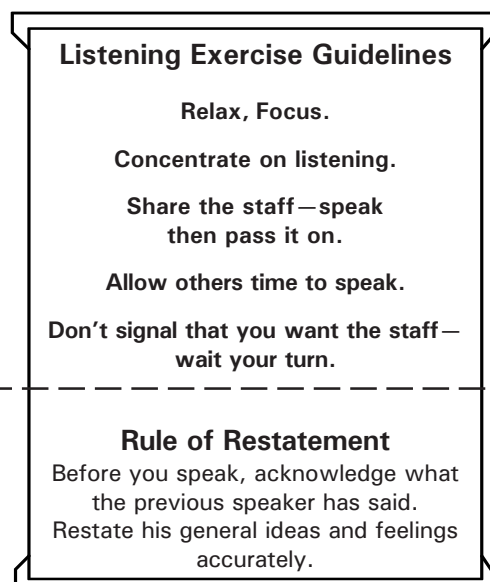 Listening Exercise Guidelines
Relax, Focus.
Concentrate on listening.
Share the staff—speak
then pass it on.
Allow others time to speak.
Don't signal that you want the staff—
wait your turn.
Rule of Restatement
Before you speak, acknowledge what
the previous speaker has said.
Restate his general ideas and feelings
accurately.